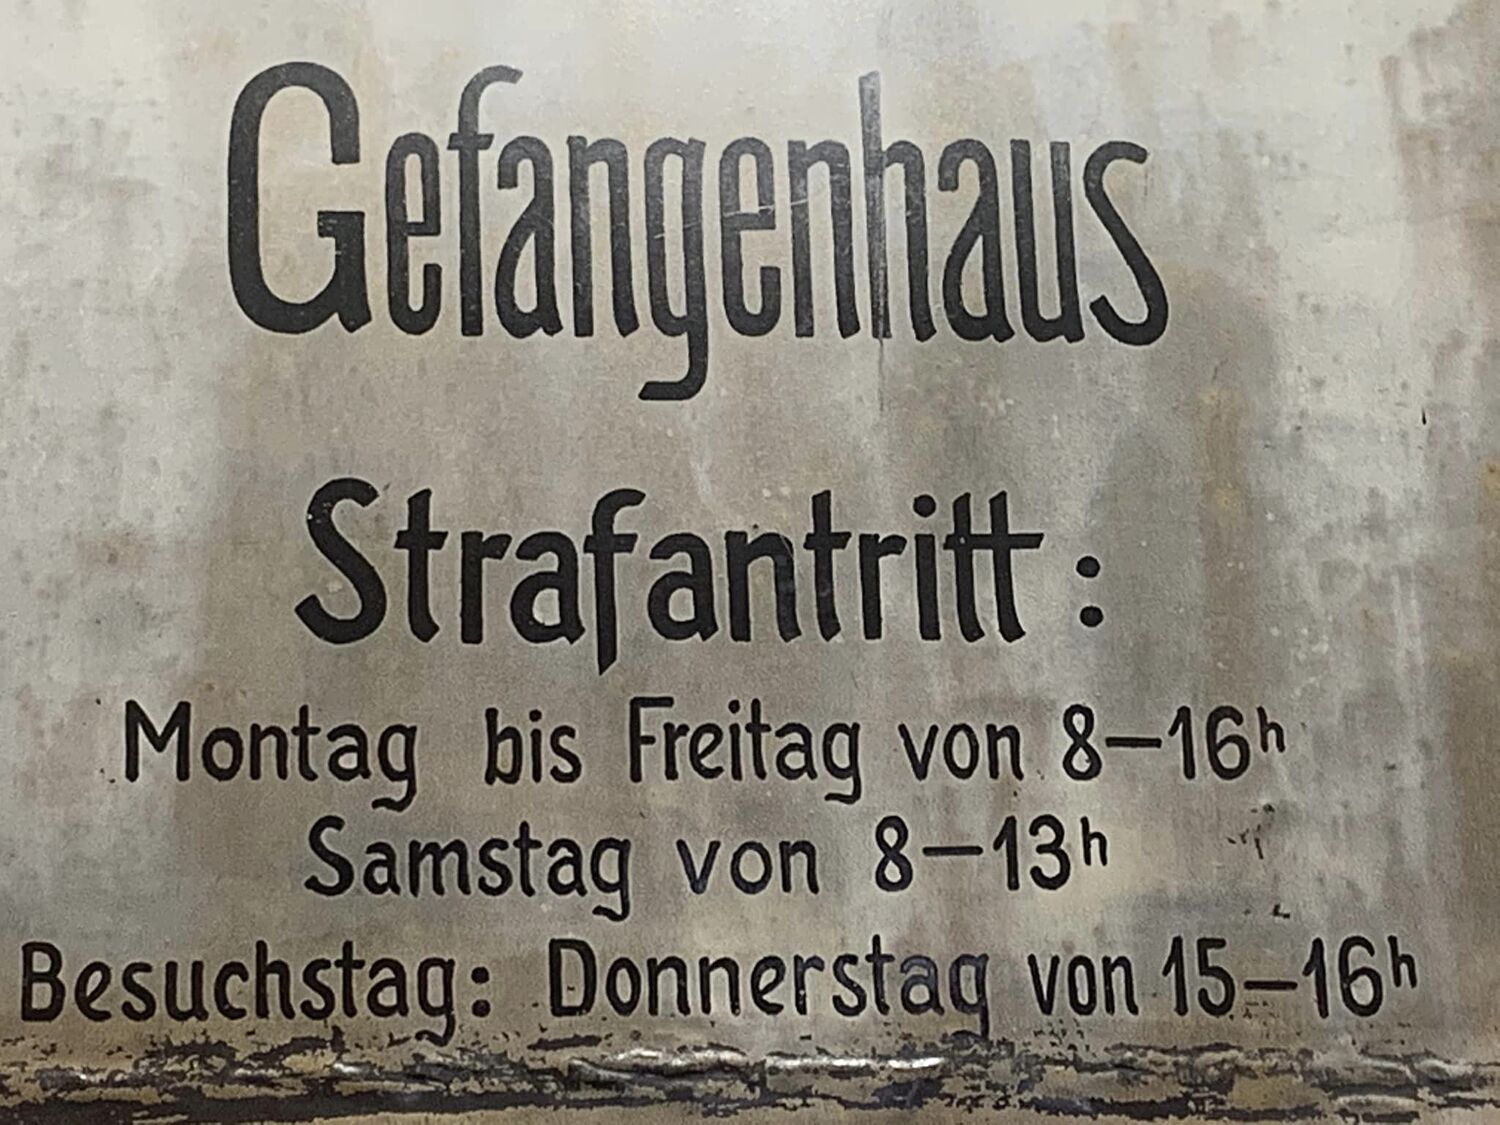 Gefangenhaus
Strafantritt:
Montag bis Freitag von 8–16h
Samstag von 8–13h
Besuchstag: Donnerstag von 15–16h